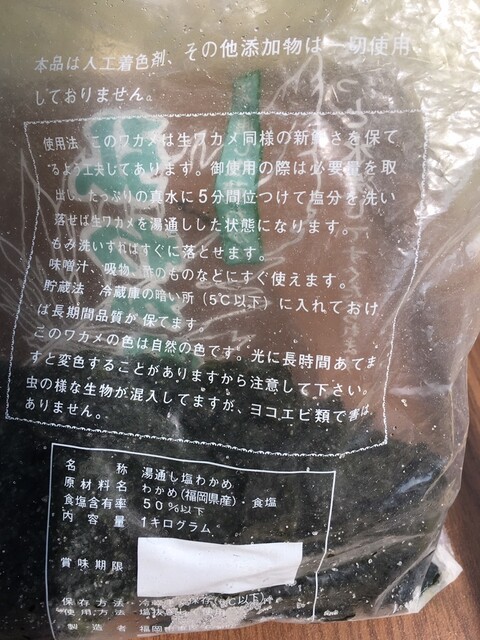 本品は人工着色剤、その他添加物は一切使用
しておりません。
使用法 このワカメは生ワカメ同様の新鮮さを保て
るよう工夫してあります。御使用の際は必要量を取
出し、たっぷりの真水に5分間位つけて塩分を洗い
落せば生ワカメを湯通しした状態になります。
もみ洗いすればすぐに落とせます。
味噌汁、吸物、酢のものなどにすぐ使えます。
貯蔵法 冷蔵庫の暗い所(5℃以下)に入れておけ
ば長期間品質が保てます。
このワカメの色は自然の色です。光に長時間あてま
すと変色することがありますから注意して下さい。
虫の様な生物が混入してますが、ヨコエビ類で害は
ありません。
名称 湯通し塩わかめ
原材料名 わかめ(福岡県産)・食塩
食塩含有率 50%以下
内容量 1キログラム
賞味期限
保存方法
使用方法
製造者 福岡